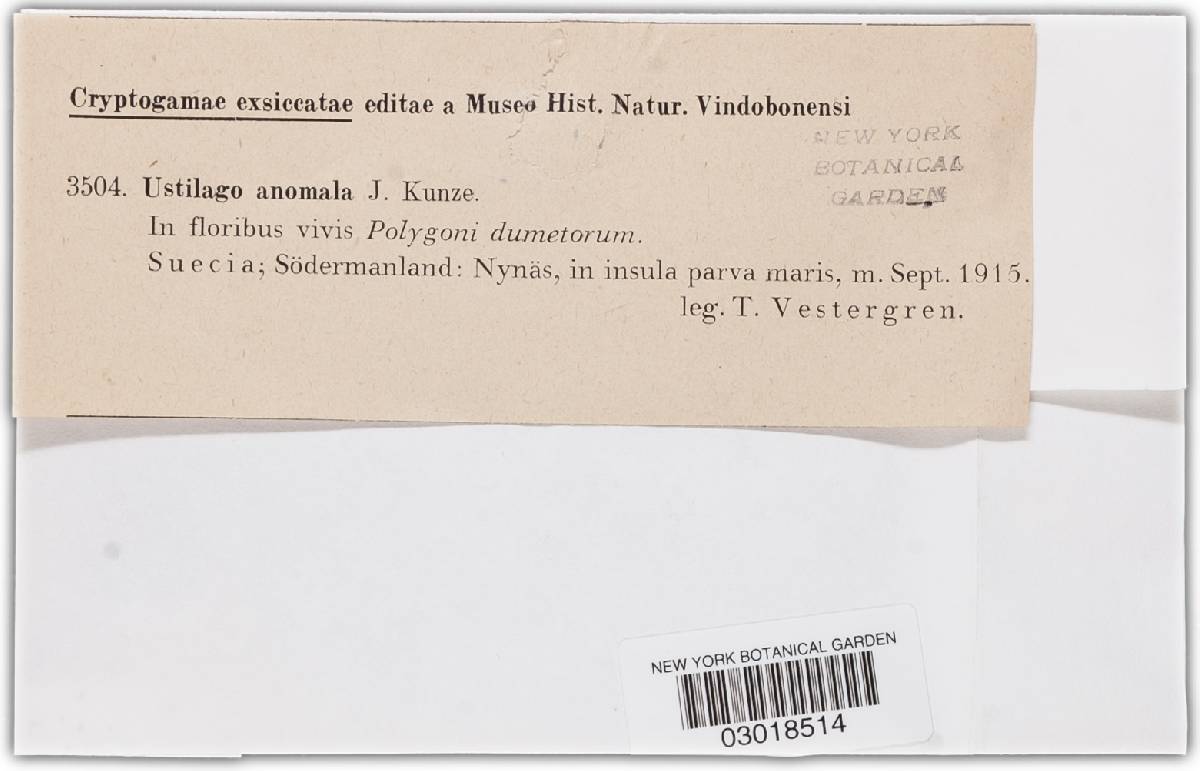 Cryptogamae exsiccatae editae a Museo Hist. Natur. Vindobonensi
NEW YORK
BOTANICAL
GARDEN
3504. Ustilago anomala J. Kunze.
In floribus vivis Polygoni dumetorum.
Suecia; Södermanland: Nynäs, in insula parva maris, m. Sept. 1915.
leg. T. Vestergren.
NEW YORK BOTANICAL GARDEN
03018514